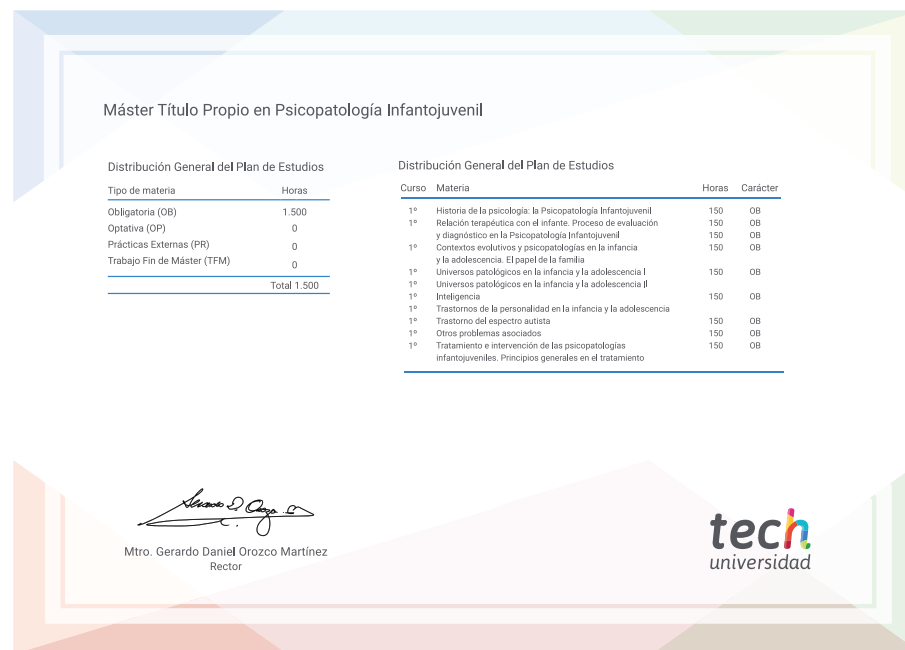 Máster Título Propio en Psicopatología Infantojuvenil
Distribución General del Plan de Estudios
Tipo de materia Horas
Obligatoria (OB) 1.500
Optativa (OP) 0
Prácticas Externas (PR) 0
Trabajo Fin de Máster (TFM) 0
Total 1.500
Distribución General del Plan de Estudios
Curso Materia Horas Carácter
1º Historia de la psicología: la Psicopatología Infantojuvenil 150 OB
1º Relación terapéutica con el infante. Proceso de evaluación 150 OB
y diagnóstico en la Psicopatología Infantojuvenil 150 OB
1º Contextos evolutivos y psicopatologías en la infancia 150 OB
y la adolescencia. El papel de la familia
1º Universos patológicos en la infancia y la adolescencia I 150 OB
1º Universos patológicos en la infancia y la adolescencia II
1º Inteligencia 150 OB
1º Trastornos de la personalidad en la infancia y la adolescencia
1º Trastorno del espectro autista 150 OB
1º Otros problemas asociados 150 OB
1º Tratamiento e intervención de las psicopatologías 150 OB
infantojuveniles. Principios generales en el tratamiento
Mtro. Gerardo Daniel Orozco Martínez
Rector
tech
universidad